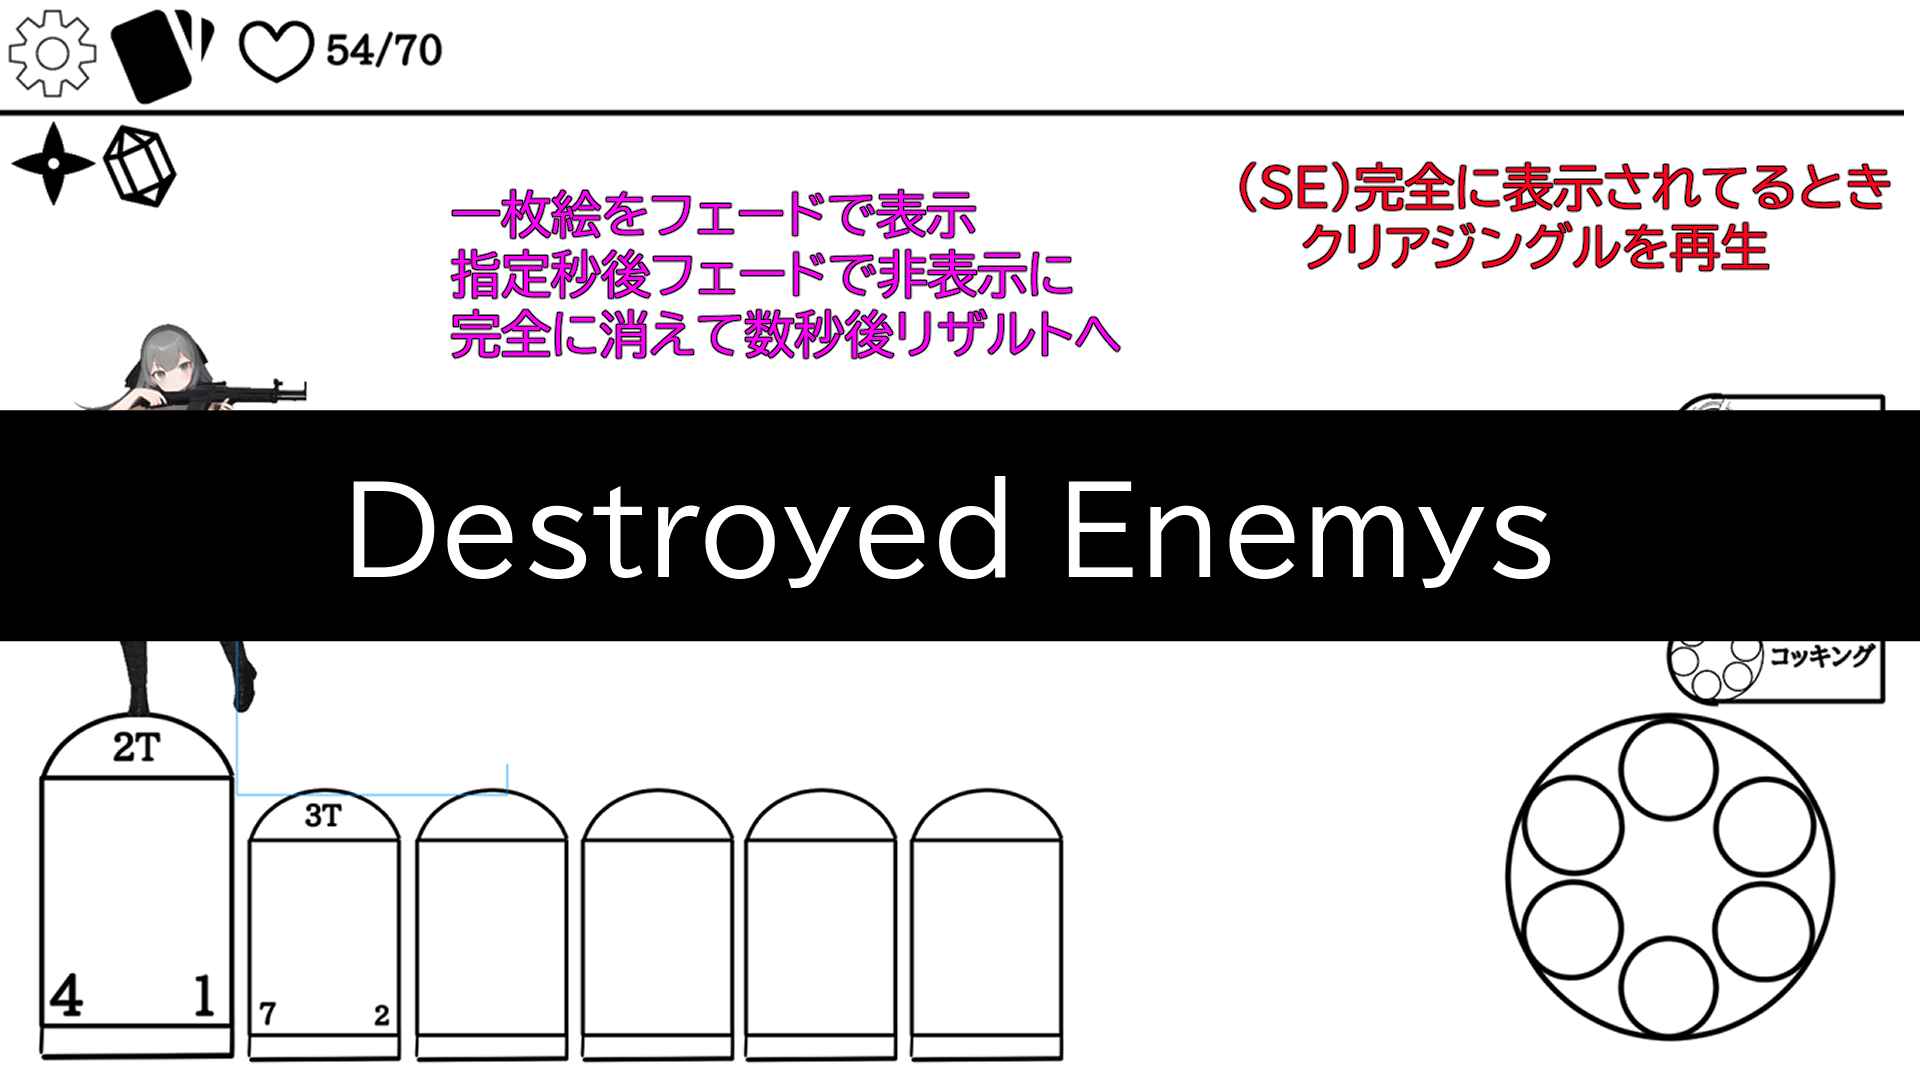 54/70
(SE)完全に表示されてるとき
クリアジングルを再生
一枚絵をフェードで表示
指定秒後フェードで非表示に
完全に消えて数秒後リザルトへ
Destroyed Enemys
コッキング
2T
3T
4 1
7 2